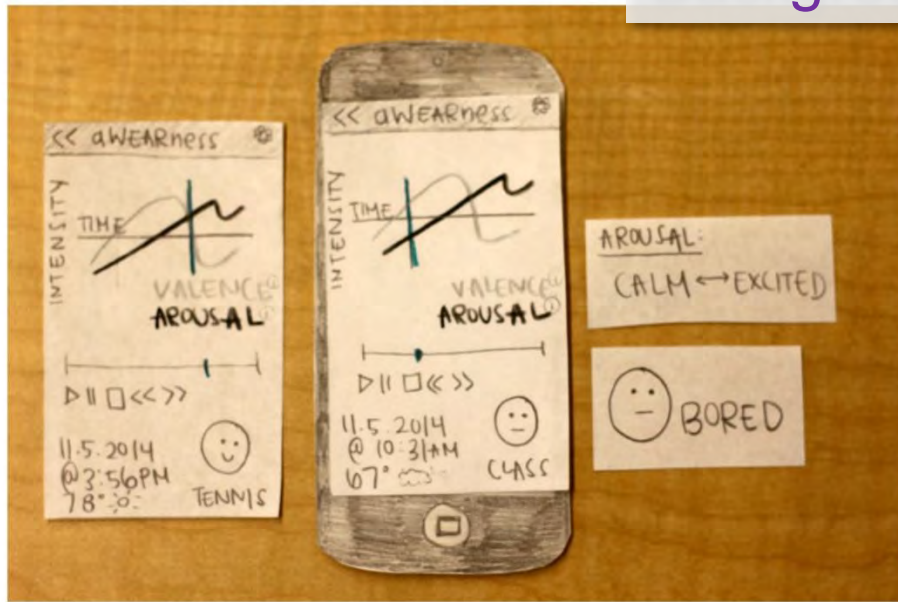 << aWEARness
INTENSITY
TIME
VALENCE
AROUSAL
<< >>
11.5.2014
@3:56PM
78°
TENNIS
<< aWEARness
INTENSITY
TIME
VALENCE
AROUSAL
<< >>
11.5.2014
@ 10:31AM
67°
CLASS
AROUSAL:
CALM ↔ EXCITED
BORED